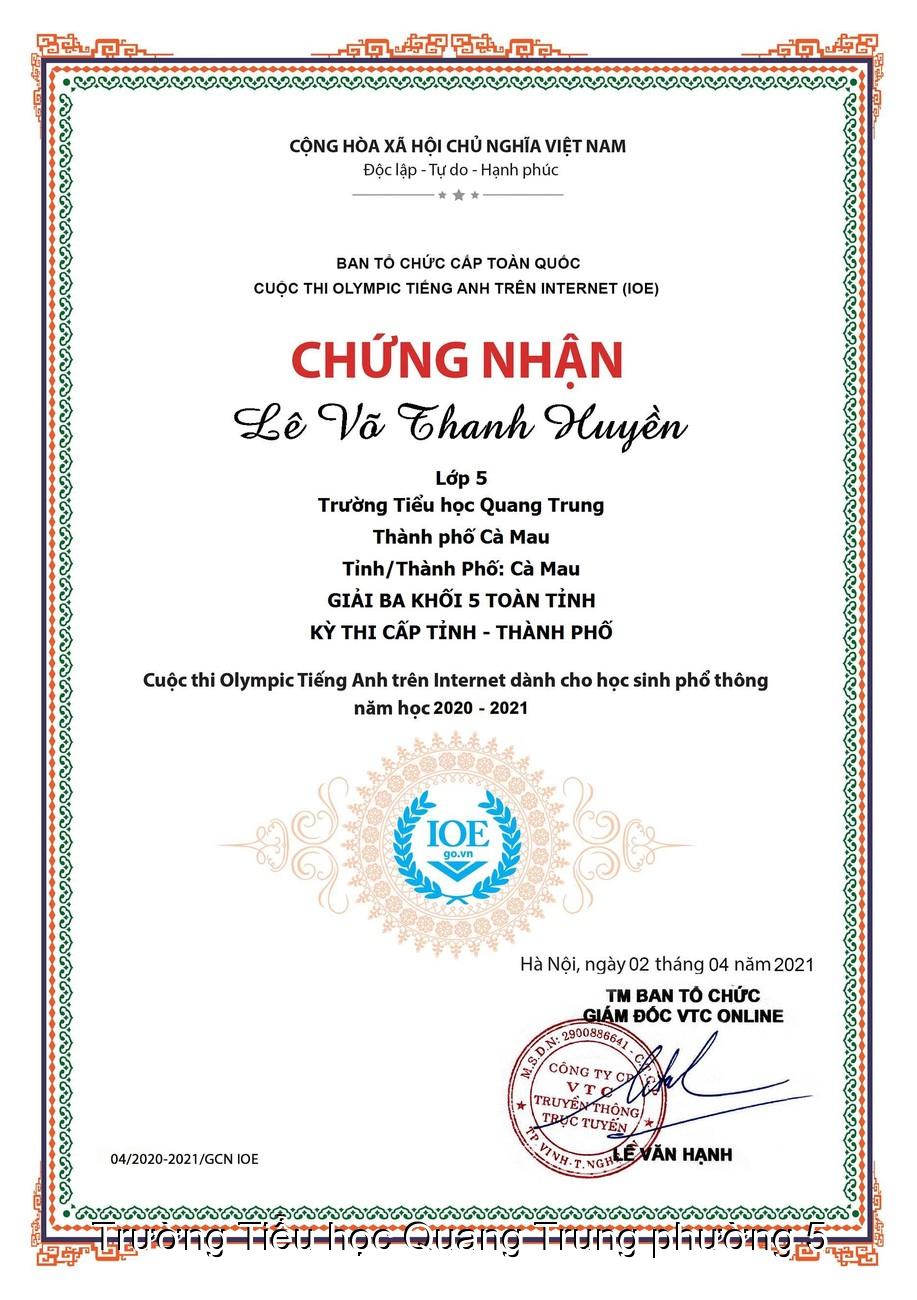 CỘNG HÒA XÃ HỘI CHỦ NGHĨA VIỆT NAM
Độc lập - Tự do - Hạnh phúc
BAN TỔ CHỨC CẤP TOÀN QUỐC
CUỘC THI OLYMPIC TIẾNG ANH TRÊN INTERNET (IOE)
CHỨNG NHẬN
Lê Võ Thanh Huyền
Lớp 5
Trường Tiểu học Quang Trung
Thành phố Cà Mau
Tỉnh/Thành Phố: Cà Mau
GIẢI BA KHỐI 5 TOÀN TỈNH
KỲ THI CẤP TỈNH - THÀNH PHỐ
Cuộc thi Olympic Tiếng Anh trên Internet dành cho học sinh phổ thông
năm học 2020 - 2021
IOE
go.vn
Hà Nội, ngày 02 tháng 04 năm 2021
TM BAN TỔ CHỨC
GIÁM ĐỐC VTC ONLINE
M.S.D.N: 2900886641 - C.T.C.P
CÔNG TY CP
VTC
TRUYỀN THÔNG
TRỰC TUYẾN
TP.VINH-T.NGHỆ AN
LÊ VĂN HẠNH
04/2020-2021/GCN IOE
Trường Tiểu học Quang Trung phường 5